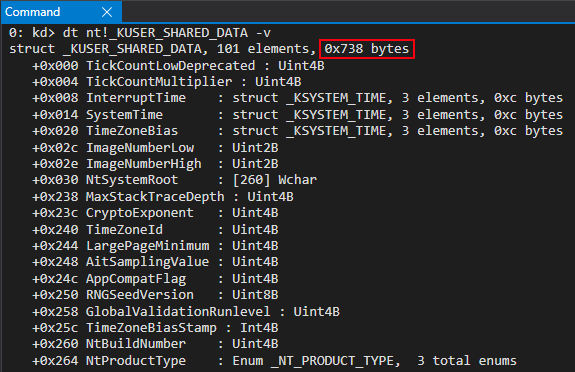 Command
0: kd> dt nt!_KUSER_SHARED_DATA -v
struct _KUSER_SHARED_DATA, 101 elements, 0x738 bytes
   +0x000 TickCountLowDeprecated : Uint4B
   +0x004 TickCountMultiplier : Uint4B
   +0x008 InterruptTime    : struct _KSYSTEM_TIME, 3 elements, 0xc bytes
   +0x014 SystemTime       : struct _KSYSTEM_TIME, 3 elements, 0xc bytes
   +0x020 TimeZoneBias     : struct _KSYSTEM_TIME, 3 elements, 0xc bytes
   +0x02c ImageNumberLow   : Uint2B
   +0x02e ImageNumberHigh  : Uint2B
   +0x030 NtSystemRoot     : [260] Wchar
   +0x238 MaxStackTraceDepth : Uint4B
   +0x23c CryptoExponent   : Uint4B
   +0x240 TimeZoneId       : Uint4B
   +0x244 LargePageMinimum : Uint4B
   +0x248 AitSamplingValue : Uint4B
   +0x24c AppCompatFlag    : Uint4B
   +0x250 RNGSeedVersion   : Uint8B
   +0x258 GlobalValidationRunlevel : Uint4B
   +0x25c TimeZoneBiasStamp : Int4B
   +0x260 NtBuildNumber    : Uint4B
   +0x264 NtProductType    : Enum _NT_PRODUCT_TYPE,  3 total enums